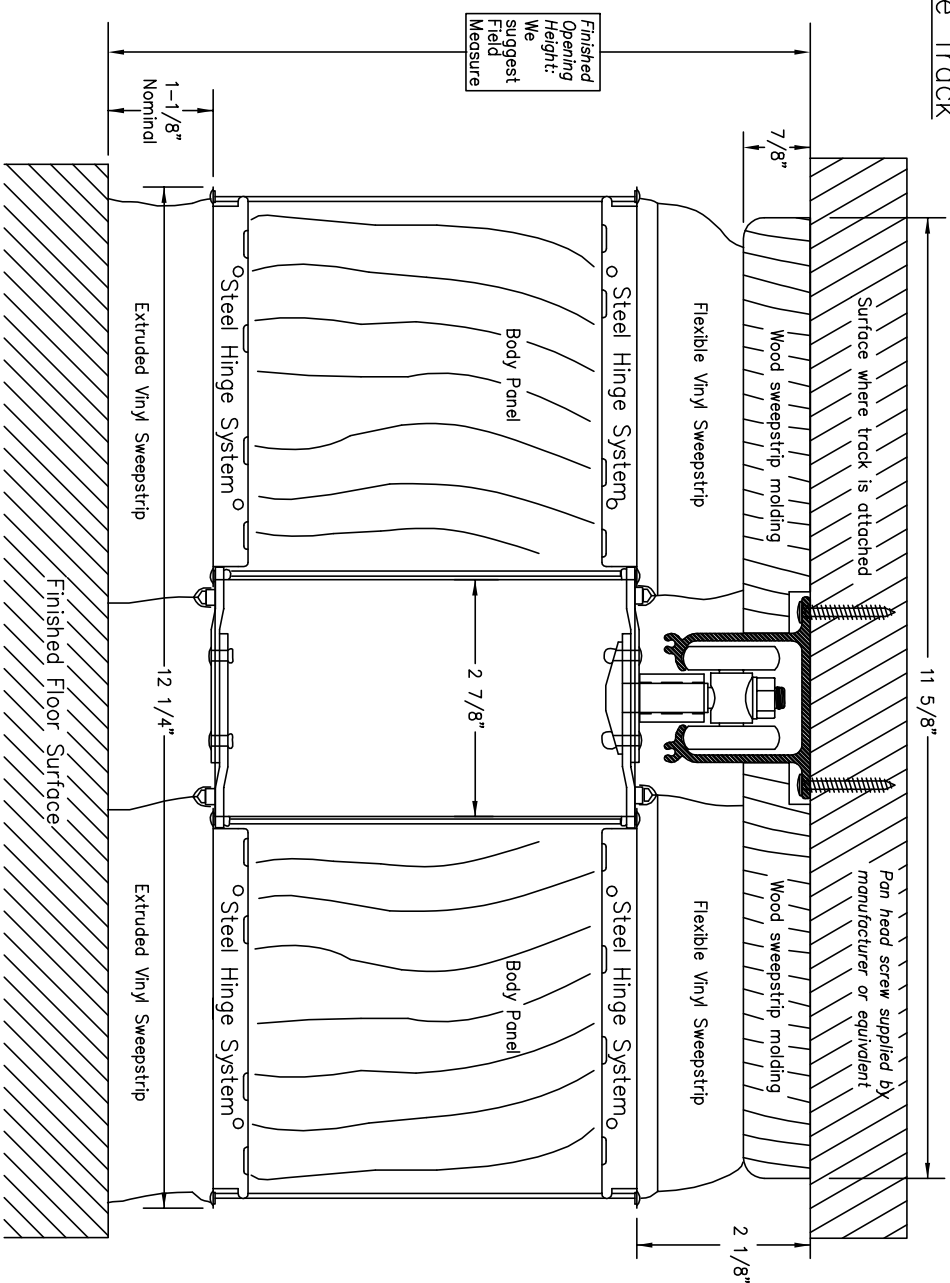 e Track
11 5/8"
Surface where track is attached
Pan head screw supplied by
manufacturer or equivalent
7/8"
Wood sweepstrip molding
Wood sweepstrip molding
2 1/8"
Flexible Vinyl Sweepstrip
Flexible Vinyl Sweepstrip
Steel Hinge System
Steel Hinge System
Finished
Opening
Height:
We
suggest
Field
Measure
Body Panel
2 7/8"
Body Panel
Steel Hinge System
Steel Hinge System
1-1/8"
Nominal
12 1/4"
Extruded Vinyl Sweepstrip
Extruded Vinyl Sweepstrip
Finished Floor Surface